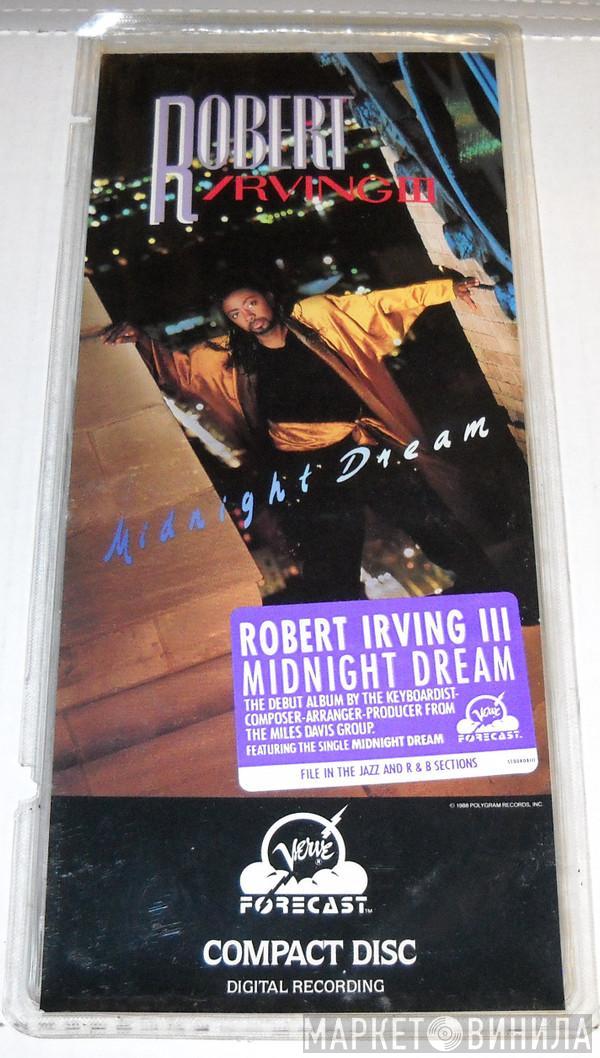 ROBERT
IRVING III
Midnight Dream
ROBERT IRVING III
MIDNIGHT DREAM
THE DEBUT ALBUM BY THE KEYBOARDIST-
COMPOSER-ARRANGER-PRODUCER FROM
THE MILES DAVIS GROUP.
FEATURING THE SINGLE MIDNIGHT DREAM
Verve
FORECAST
FILE IN THE JAZZ AND R & B SECTIONS
© 1988 POLYGRAM RECORDS, INC.
Verve®
FORECAST™
COMPACT DISC
DIGITAL RECORDING
МАРКЕТ ВИНИЛА